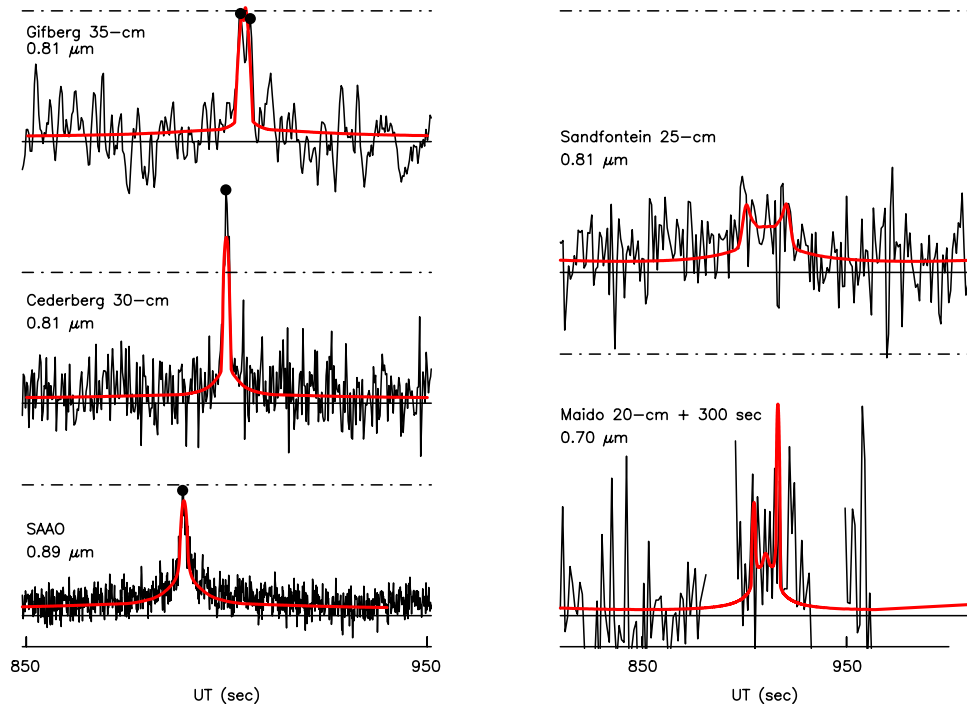 Gifberg 35-cm
0.81 μm
Cederberg 30-cm
0.81 μm
SAAO
0.89 μm
850
950
UT (sec)
Sandfontein 25-cm
0.81 μm
Maido 20-cm + 300 sec
0.70 μm
850
950
UT (sec)